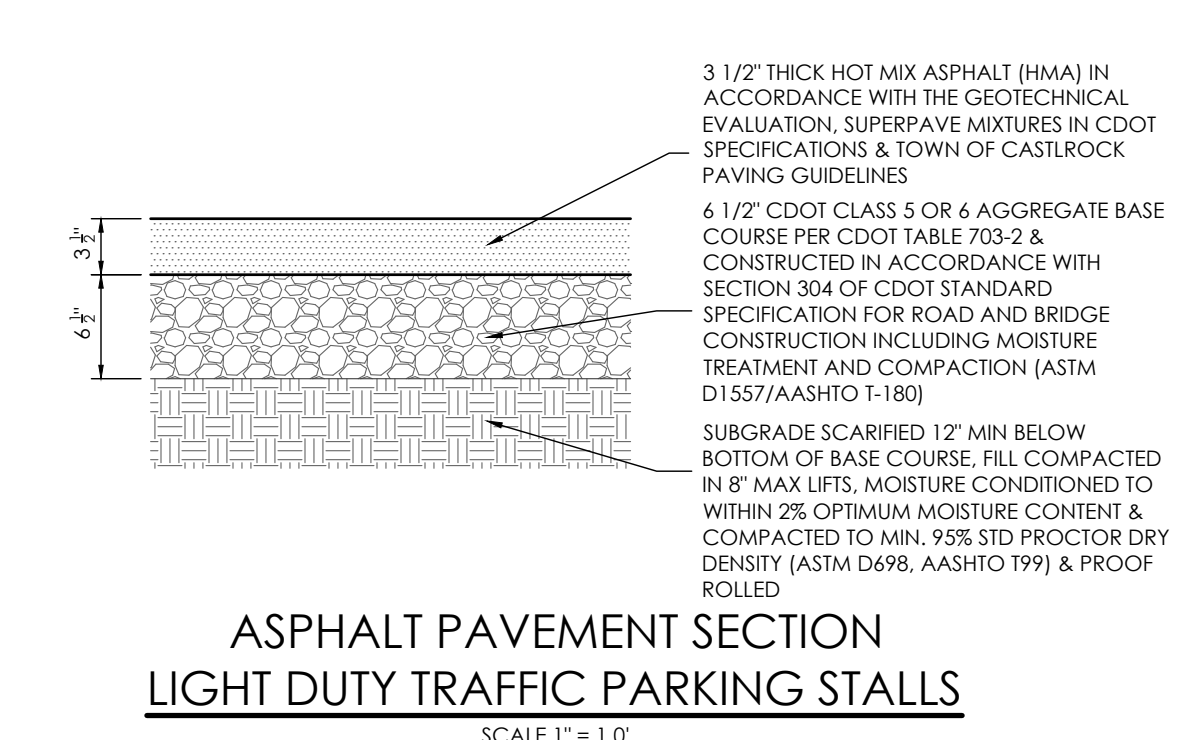 3 1/2" THICK HOT MIX ASPHALT (HMA) IN
ACCORDANCE WITH THE GEOTECHNICAL
EVALUATION, SUPERPAVE MIXTURES IN CDOT
SPECIFICATIONS & TOWN OF CASTLROCK
PAVING GUIDELINES
3 1/2"
6 1/2" CDOT CLASS 5 OR 6 AGGREGATE BASE
COURSE PER CDOT TABLE 703-2 &
CONSTRUCTED IN ACCORDANCE WITH
SECTION 304 OF CDOT STANDARD
SPECIFICATION FOR ROAD AND BRIDGE
CONSTRUCTION INCLUDING MOISTURE
TREATMENT AND COMPACTION (ASTM
D1557/AASHTO T-180)
6 1/2"
SUBGRADE SCARIFIED 12" MIN BELOW
BOTTOM OF BASE COURSE, FILL COMPACTED
IN 8" MAX LIFTS, MOISTURE CONDITIONED TO
WITHIN 2% OPTIMUM MOISTURE CONTENT &
COMPACTED TO MIN. 95% STD PROCTOR DRY
DENSITY (ASTM D698, AASHTO T99) & PROOF
ROLLED
ASPHALT PAVEMENT SECTION
LIGHT DUTY TRAFFIC PARKING STALLS
SCALE 1" = 1.0'